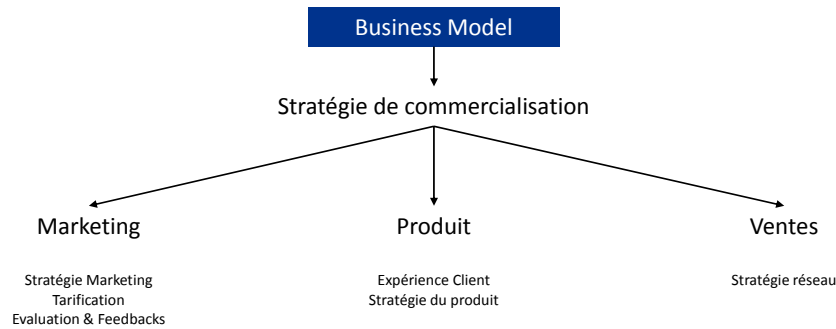 Business Model
Stratégie de commercialisation
Marketing
Produit
Ventes
Stratégie Marketing
Tarification
Evaluation & Feedbacks
Expérience Client
Stratégie du produit
Stratégie réseau